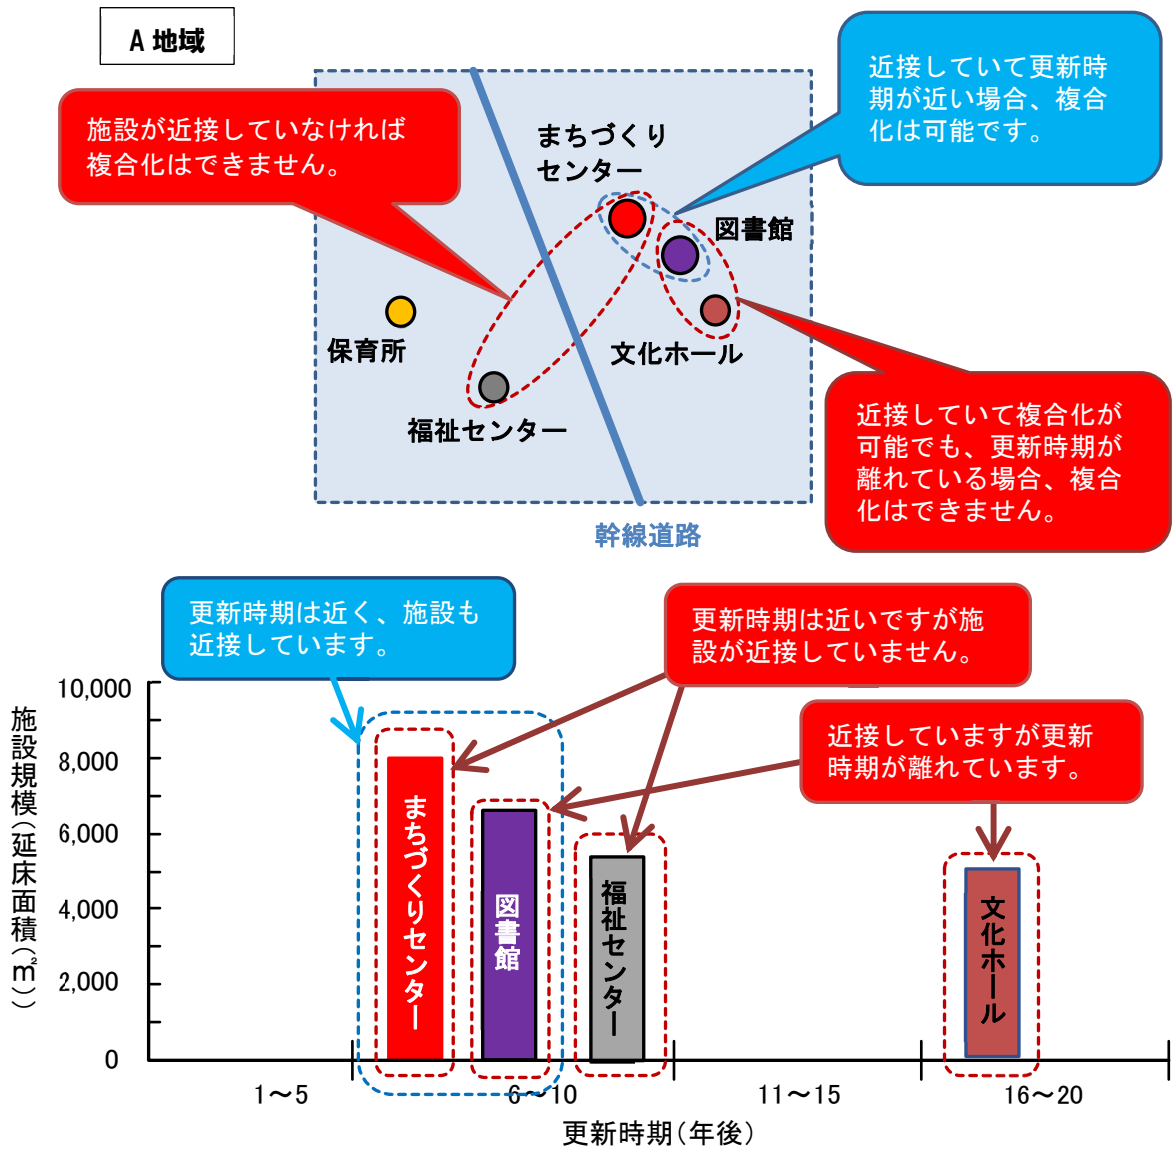 A 地域
施設が近接していなければ
複合化はできません。
近接していて更新時
期が近い場合、複合
化は可能です。
まちづくり
センター
図書館
保育所
文化ホール
福祉センター
近接していて複合化が
可能でも、更新時期が
離れている場合、複合
化はできません。
幹線道路
更新時期は近く、施設も
近接しています。
更新時期は近いですが施
設が近接していません。
近接していますが更新
時期が離れています。
施設規模(延床面積(㎡))
10,000
8,000
6,000
4,000
2,000
0
まちづくりセンター
図書館
福祉センター
文化ホール
1～5
6～10
11～15
16～20
更新時期(年後)